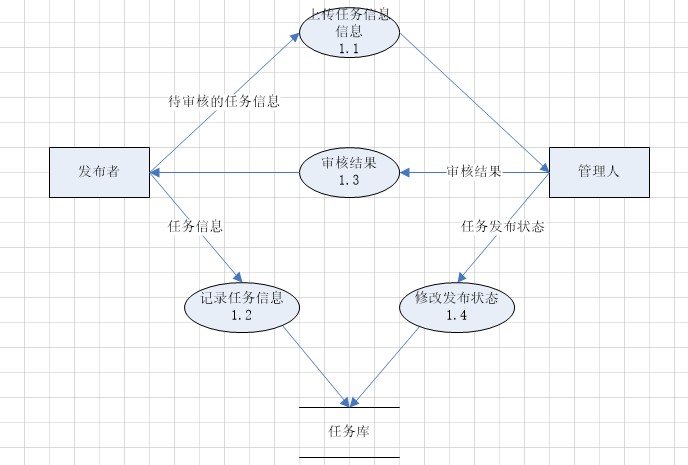 上传任务信息
信息
1.1
待审核的任务信息
发布者
审核结果
1.3
审核结果
管理人
任务信息
任务发布状态
记录任务信息
1.2
修改发布状态
1.4
任务库